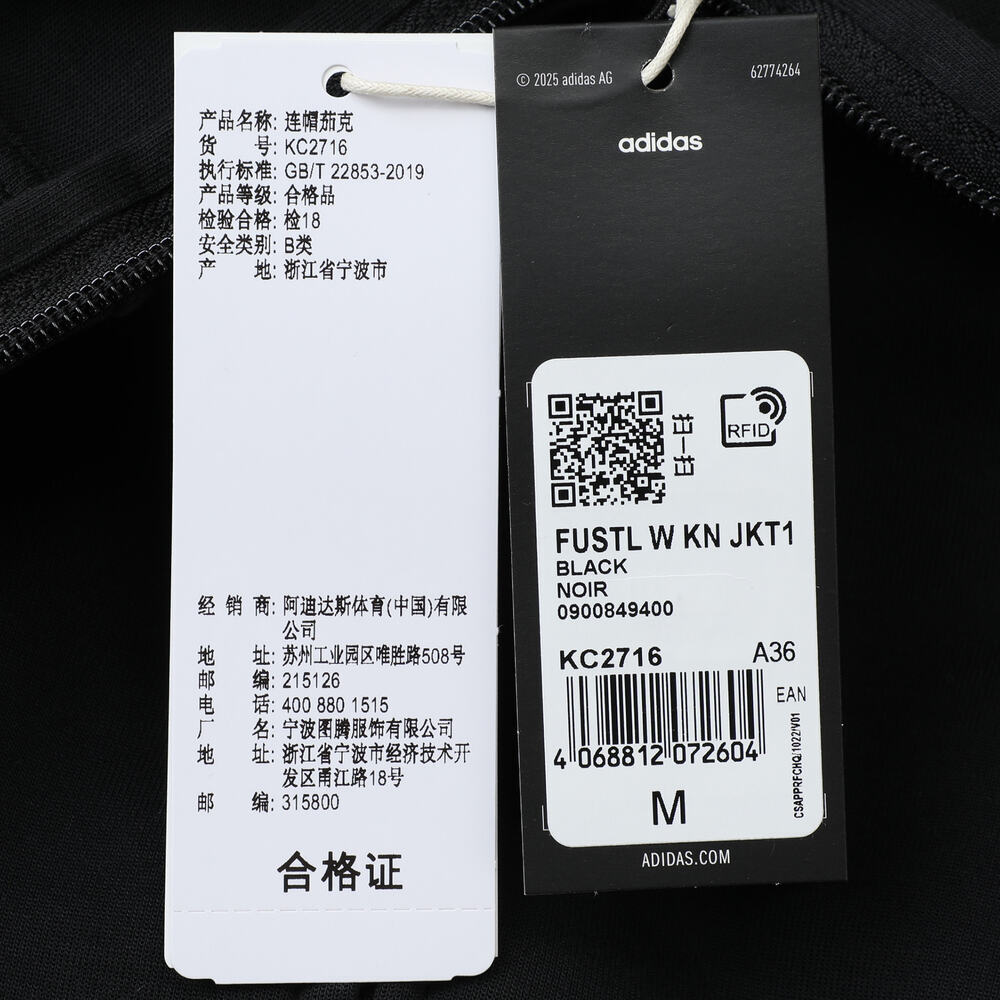 产品名称: 连帽茄克
货 号: KC2716
执行标准: GB/T 22853-2019
产品等级: 合格品
检验合格: 检18
安全类别: B类
产 地: 浙江省宁波市
经 销 商: 阿迪达斯体育(中国)有限
公司
地 址: 苏州工业园区唯胜路508号
邮 编: 215126
电 话: 400 880 1515
厂 名: 宁波图腾服饰有限公司
地 址: 浙江省宁波市经济技术开
发区甬江路18号
邮 编: 315800
合格证
© 2025 adidas AG
62774264
adidas
扫一扫
RFID
FUSTL W KN JKT1
BLACK
NOIR
0900849400
KC2716 A36
EAN
4 068812 072604
CSAPPRFCHQ/1022/V01
M
ADIDAS.COM